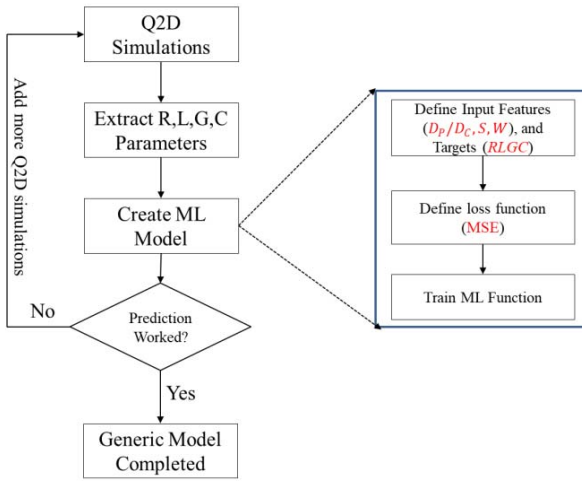 Q2D
Simulations
Extract R,L,G,C
Parameters
Create ML
Model
Prediction
Worked?
No
Add more Q2D simulations
Yes
Generic Model
Completed
Define Input Features
(D_P/D_C, S, W), and
Targets (RLGC)
Define loss function
(MSE)
Train ML Function